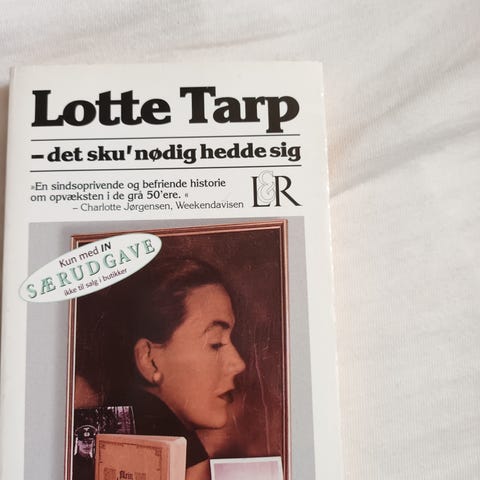 Lotte Tarp
– det sku' nødig hedde sig
»En sindsoprivende og befriende historie
om opvæksten i de grå 50'ere. «
– Charlotte Jørgensen, Weekendavisen
L&R
Kun med IN
SÆRUDGAVE
ikke til salg i butikker
Mein